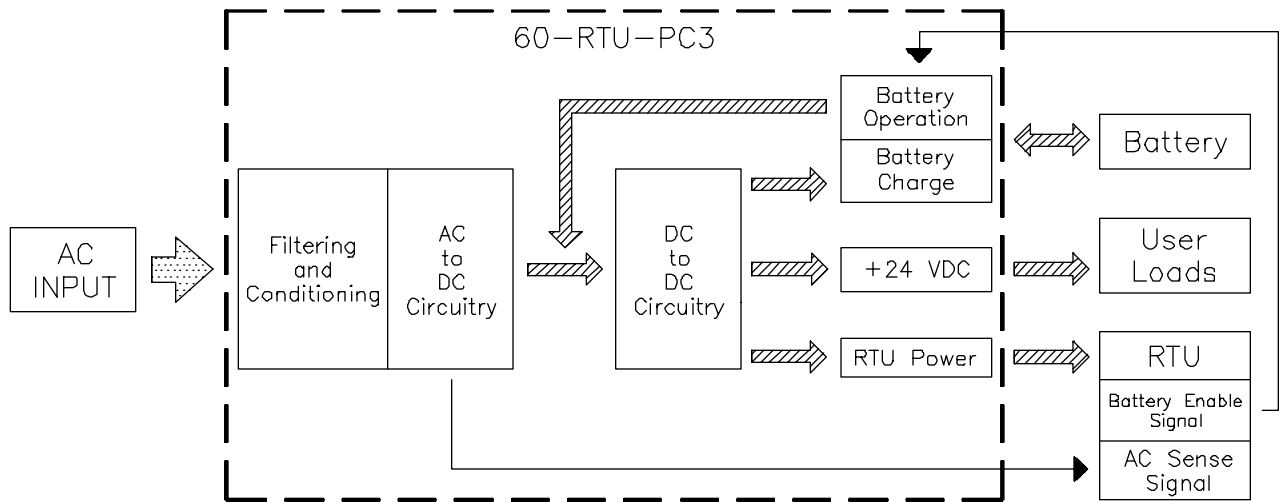 60-RTU-PC3
AC
INPUT
Filtering
and
Conditioning
AC
to
DC
Circuitry
DC
to
DC
Circuitry
Battery
Operation
Battery
Charge
+24 VDC
RTU Power
Battery
User
Loads
RTU
Battery Enable
Signal
AC Sense
Signal